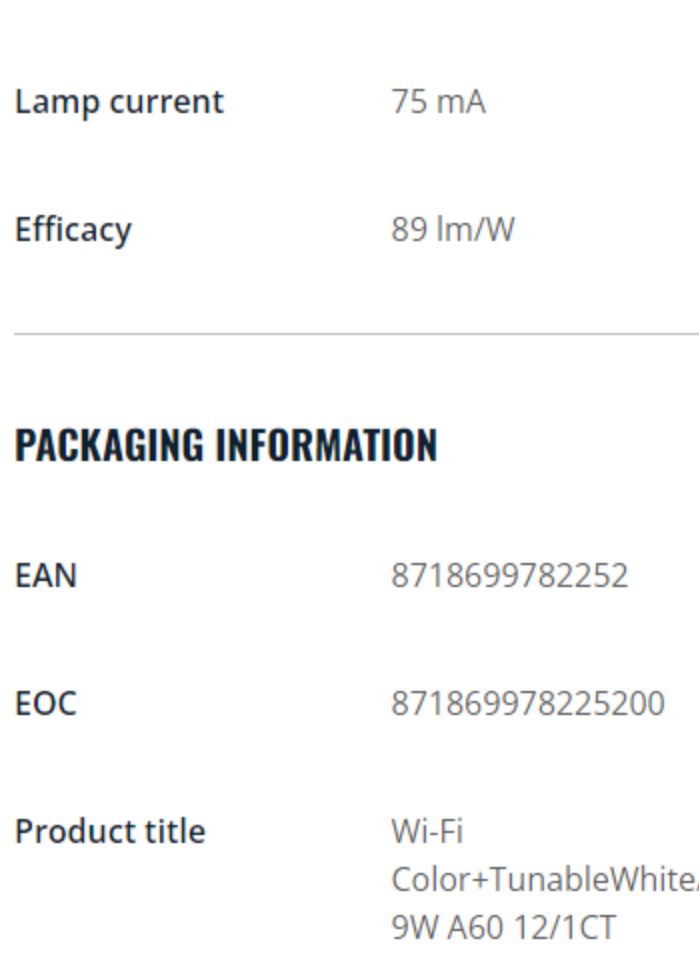 Lamp current 75 mA
Efficacy 89 lm/W
PACKAGING INFORMATION
EAN 8718699782252
EOC 871869978225200
Product title Wi-Fi
Color+TunableWhite/
9W A60 12/1CT